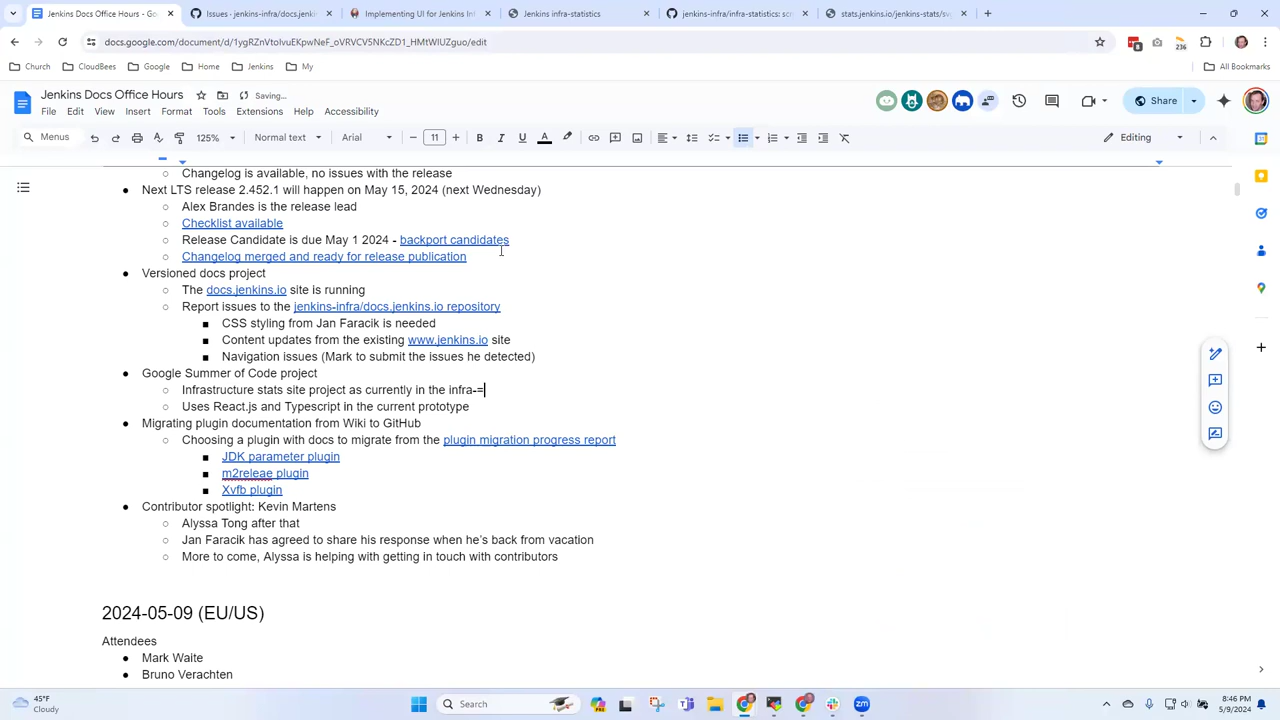 Jenkins Docs Office Hours - G
Issues · jenkins-infra/docs.jenkin
Implementing UI for Jenkins Inf
Jenkins infra-statistics
jenkins-infra/infra-statistics: scr
stats.jenkins.io/jenkins-stats/sv
docs.google.com/document/d/1ygRZnVtolvuEKpwNeF_oVRVCV5NKcZD1_HMtWlUZguo/edit
8
236
Church
CloudBees
Google
Home
Jenkins
My
All Bookmarks
Jenkins Docs Office Hours
Saving...
File Edit View Insert Format Tools Extensions Help Accessibility
Share
Menus
125%
Normal text
Arial
11
B I U A
Editing
○ Changelog is available, no issues with the release
● Next LTS release 2.452.1 will happen on May 15, 2024 (next Wednesday)
○ Alex Brandes is the release lead
○ Checklist available
○ Release Candidate is due May 1 2024 - backport candidates
○ Changelog merged and ready for release publication
● Versioned docs project
○ The docs.jenkins.io site is running
○ Report issues to the jenkins-infra/docs.jenkins.io repository
■ CSS styling from Jan Faracik is needed
■ Content updates from the existing www.jenkins.io site
■ Navigation issues (Mark to submit the issues he detected)
● Google Summer of Code project
○ Infrastructure stats site project as currently in the infra-=
○ Uses React.js and Typescript in the current prototype
● Migrating plugin documentation from Wiki to GitHub
○ Choosing a plugin with docs to migrate from the plugin migration progress report
■ JDK parameter plugin
■ m2releae plugin
■ Xvfb plugin
● Contributor spotlight: Kevin Martens
○ Alyssa Tong after that
○ Jan Faracik has agreed to share his response when he's back from vacation
○ More to come, Alyssa is helping with getting in touch with contributors
2024-05-09 (EU/US)
Attendees
● Mark Waite
● Bruno Verachten
45°F
Cloudy
Search
8:46 AM
5/9/2024